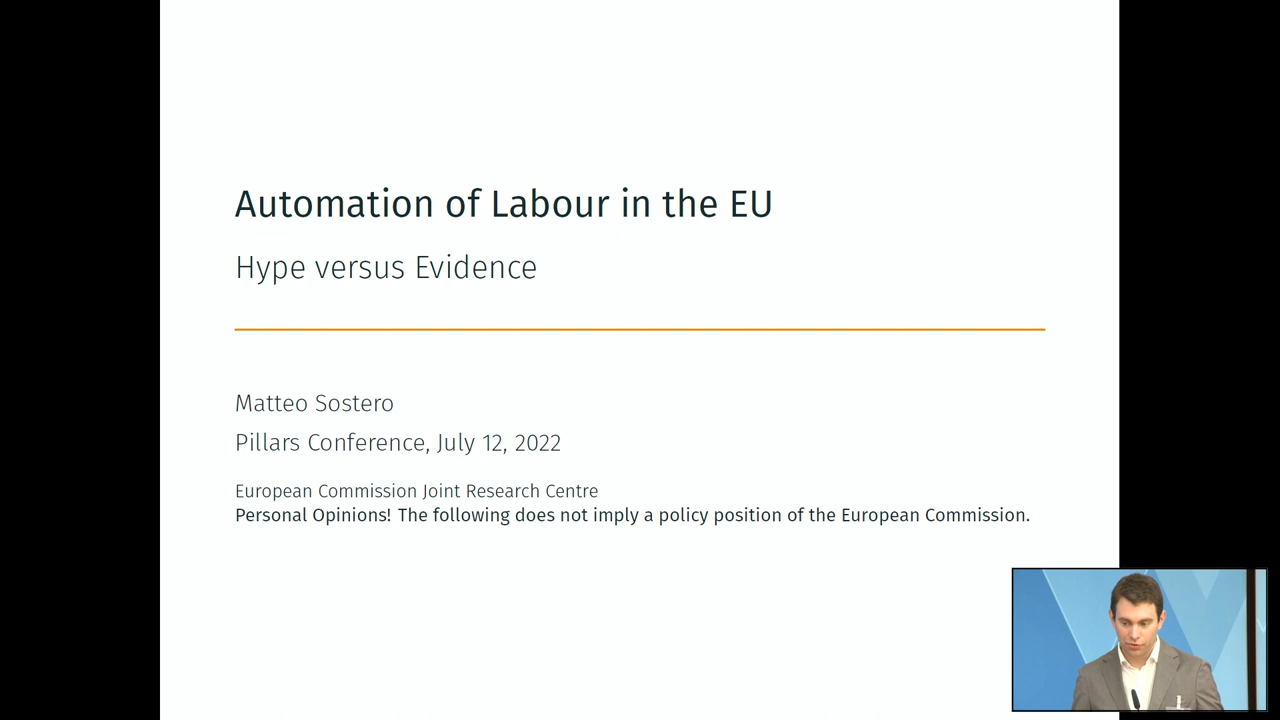 Automation of Labour in the EU
Hype versus Evidence
Matteo Sostero
Pillars Conference, July 12, 2022
European Commission Joint Research Centre
Personal Opinions! The following does not imply a policy position of the European Commission.